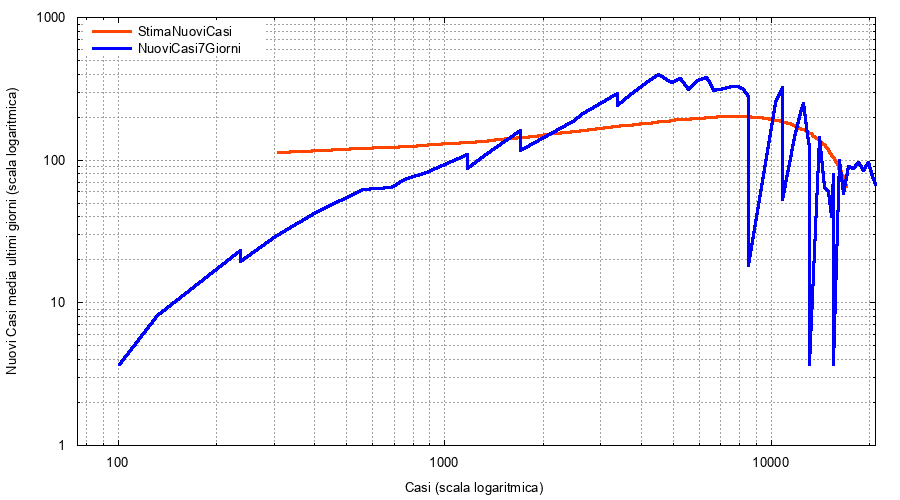 1000
StimaNuoviCasi
NuoviCasi7Giorni
100
10
1
Nuovi Casi media ultimi giorni (scala logaritmica)
100 1000 10000
Casi (scala logaritmica)